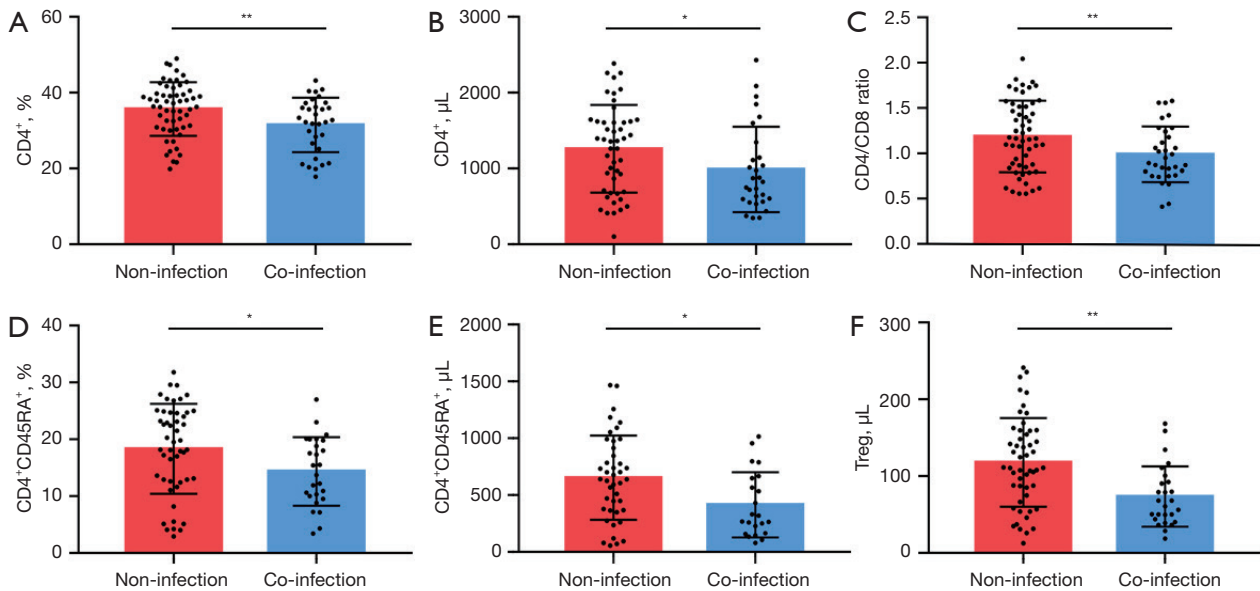 A
CD4⁺, %
60
40
20
0
**
Non-infection
Co-infection
B
CD4⁺, μL
3000
2000
1000
0
*
Non-infection
Co-infection
C
CD4/CD8 ratio
2.5
2.0
1.5
1.0
0.5
0.0
**
Non-infection
Co-infection
D
CD4⁺CD45RA⁺, %
40
30
20
10
0
*
Non-infection
Co-infection
E
CD4⁺CD45RA⁺, μL
2000
1500
1000
500
0
*
Non-infection
Co-infection
F
Treg, μL
300
200
100
0
**
Non-infection
Co-infection